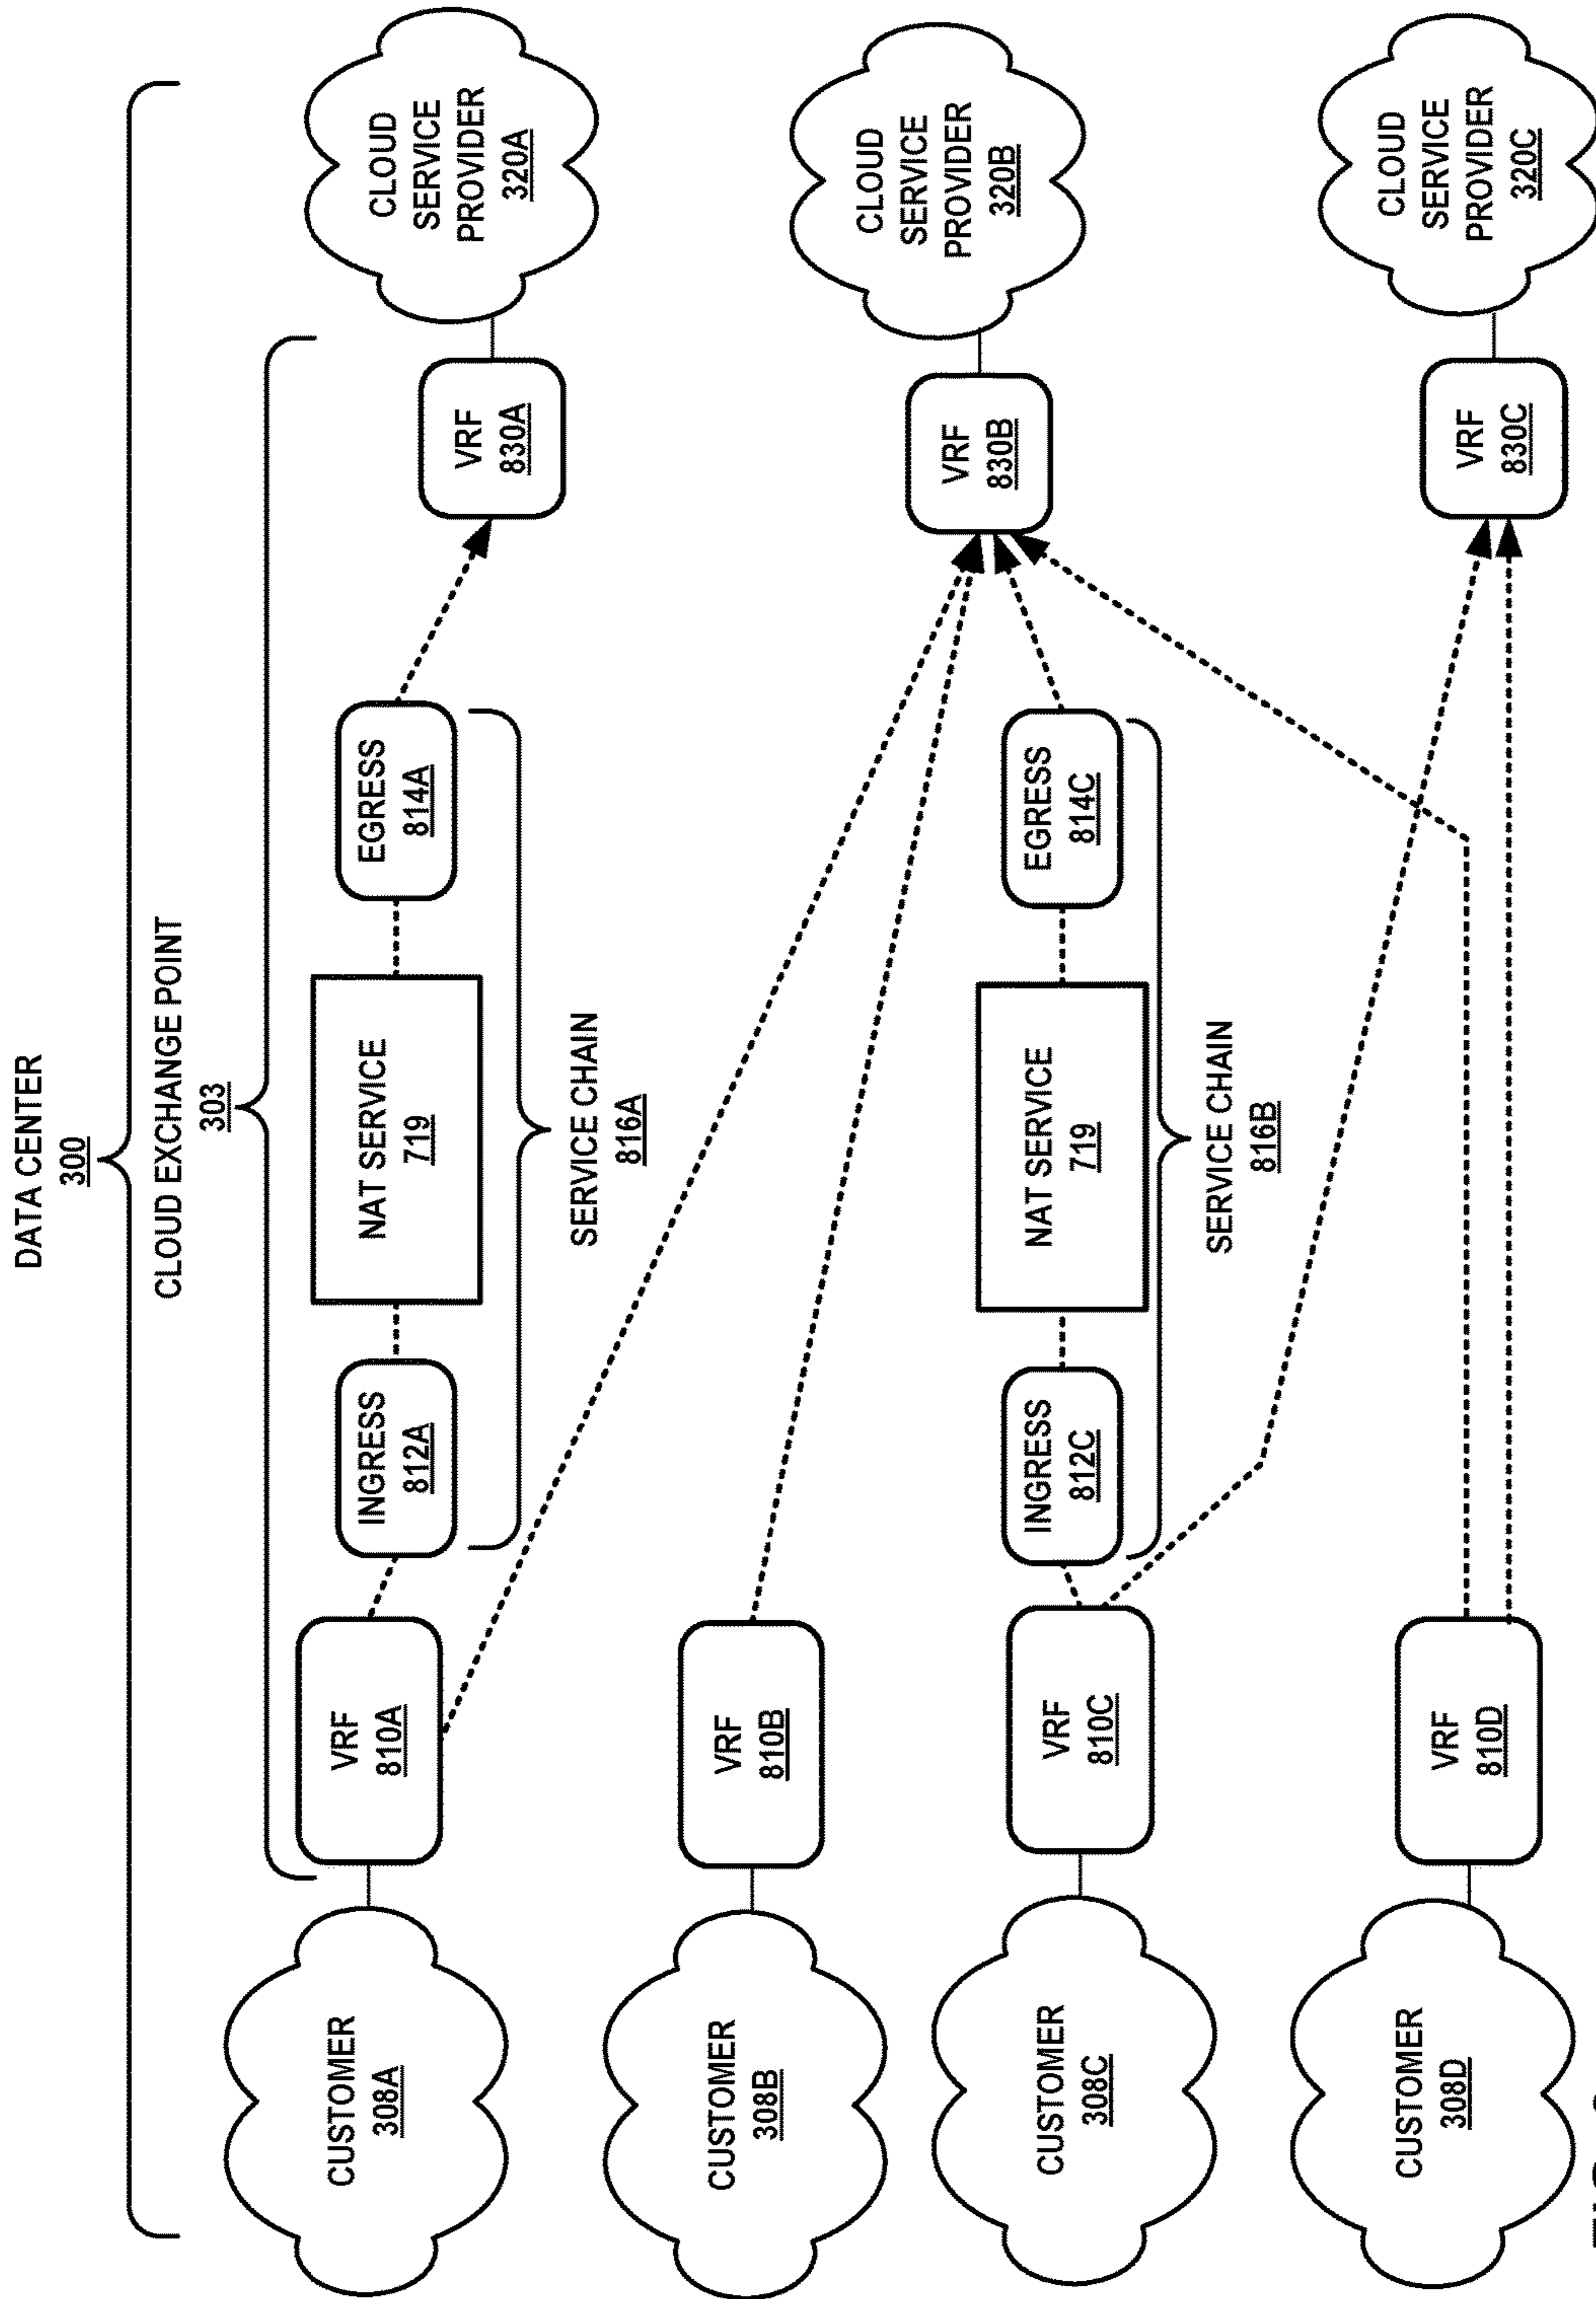 DATA CENTER
300
CLOUD EXCHANGE POINT
303
CUSTOMER
308A
VRF
810A
INGRESS
812A
NAT SERVICE
719
EGRESS
814A
SERVICE CHAIN
816A
VRF
830A
CLOUD
SERVICE
PROVIDER
320A
CUSTOMER
308B
VRF
810B
VRF
830B
CLOUD
SERVICE
PROVIDER
320B
CUSTOMER
308C
VRF
810C
INGRESS
812C
NAT SERVICE
719
EGRESS
814C
SERVICE CHAIN
816B
CUSTOMER
308D
VRF
810D
VRF
830C
CLOUD
SERVICE
PROVIDER
320C